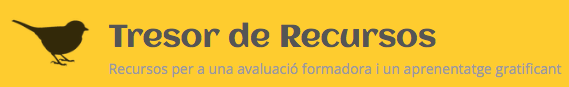 Tresor de Recursos
Recursos per a una avaluació formadora i un aprenentatge gratificant